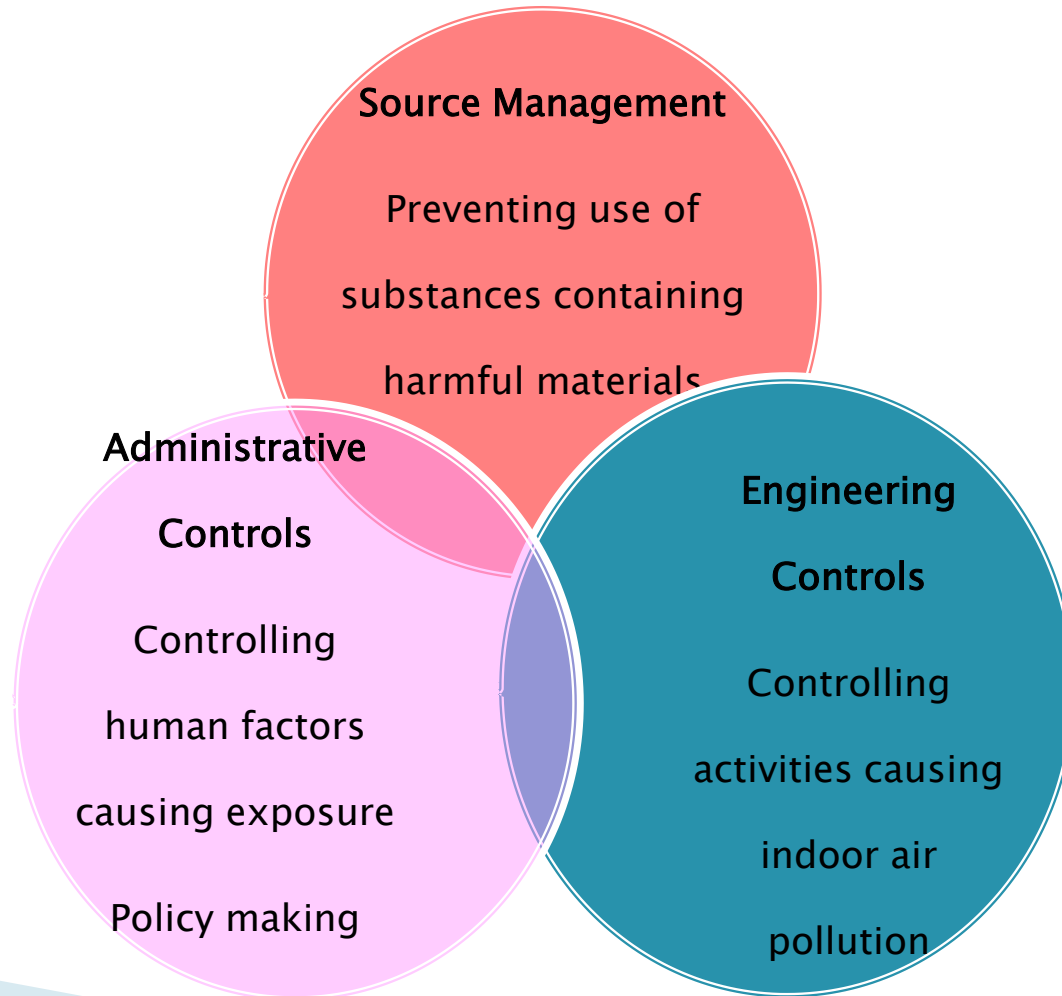 Source Management
Preventing use of
substances containing
harmful materials
Administrative
Controls
Controlling
human factors
causing exposure
Policy making
Engineering
Controls
Controlling
activities causing
indoor air
pollution